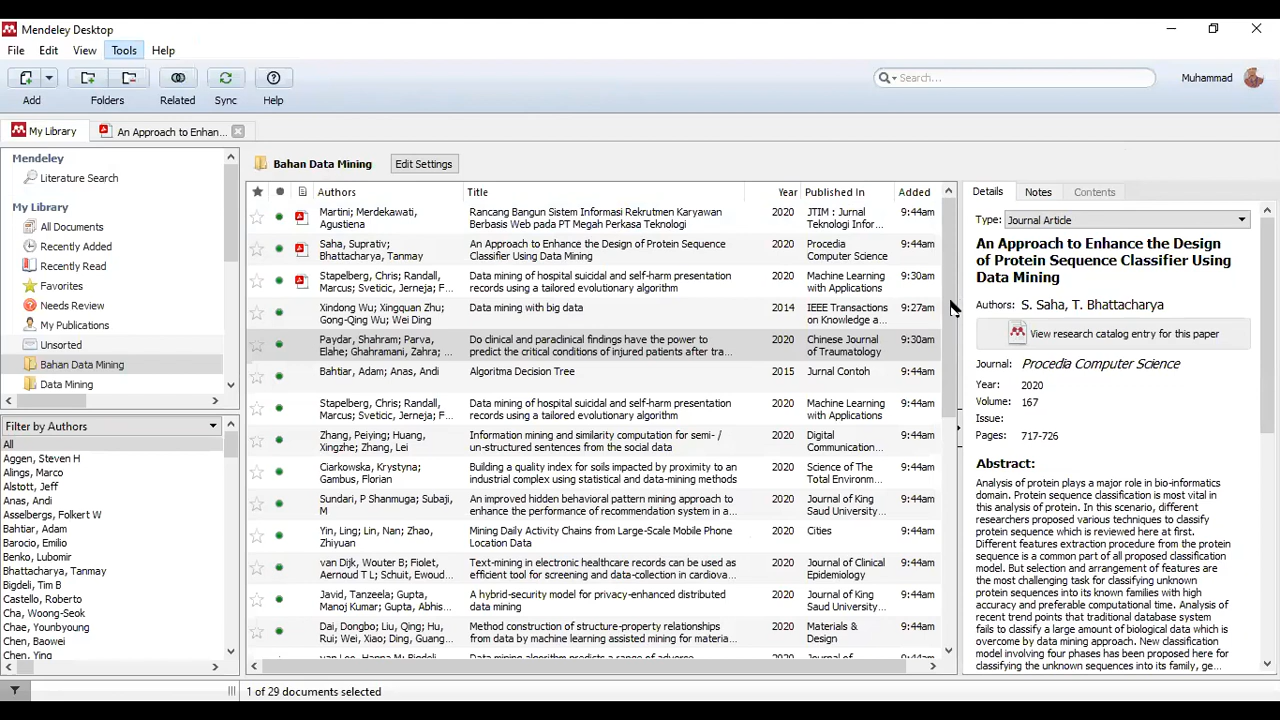 Mendeley Desktop
File Edit View Tools Help
Add Folders Related Sync Help
Search...
Muhammad
My Library
An Approach to Enhan...
Mendeley
Literature Search
My Library
All Documents
Recently Added
Recently Read
Favorites
Needs Review
My Publications
Unsorted
Bahan Data Mining
Data Mining
Filter by Authors
All
Aggen, Steven H
Alings, Marco
Alstott, Jeff
Anas, Andi
Asselbergs, Folkert W
Bahtiar, Adam
Barocio, Emilio
Benko, Lubomir
Bhattacharya, Tanmay
Bigdeli, Tim B
Castello, Roberto
Cha, Woong-Seok
Chae, Younbyoung
Chen, Baowei
Chen, Ying
Bahan Data Mining Edit Settings
Authors Title Year Published In Added
Martini; Merdekawati, Rancang Bangun Sistem Informasi Rekrutmen Karyawan 2020 JTIM : Jurnal 9:44am
Agustiena Berbasis Web pada PT Megah Perkasa Teknologi Teknologi Infor...
Saha, Suprativ; An Approach to Enhance the Design of Protein Sequence 2020 Procedia 9:44am
Bhattacharya, Tanmay Classifier Using Data Mining Computer Science
Stapelberg, Chris; Randall, Data mining of hospital suicidal and self-harm presentation 2020 Machine Learning 9:30am
Marcus; Sveticic, Jerneja; F... records using a tailored evolutionary algorithm with Applications
Xindong Wu; Xingquan Zhu; Data mining with big data 2014 IEEE Transactions 9:27am
Gong-Qing Wu; Wei Ding on Knowledge a...
Paydar, Shahram; Parva, Do clinical and paraclinical findings have the power to 2020 Chinese Journal 9:30am
Elahe; Ghahramani, Zahra; ... predict the critical conditions of injured patients after tra... of Traumatology
Bahtiar, Adam; Anas, Andi Algoritma Decision Tree 2015 Jurnal Contoh 9:44am
Stapelberg, Chris; Randall, Data mining of hospital suicidal and self-harm presentation 2020 Machine Learning 9:44am
Marcus; Sveticic, Jerneja; F... records using a tailored evolutionary algorithm with Applications
Zhang, Peiying; Huang, Information mining and similarity computation for semi- / 2020 Digital 9:44am
Xingzhe; Zhang, Lei un-structured sentences from the social data Communication...
Ciarkowska, Krystyna; Building a quality index for soils impacted by proximity to an 2020 Science of The 9:44am
Gambus, Florian industrial complex using statistical and data-mining methods Total Environm...
Sundari, P Shanmuga; Subaji, An improved hidden behavioral pattern mining approach to 2020 Journal of King 9:44am
M enhance the performance of recommendation system in a ... Saud University...
Ying, Ling; Lin, Nan; Zhao, Mining Daily Activity Chains from Large-Scale Mobile Phone 2020 Cities 9:44am
Zhiyuan Location Data
van Dijk, Wouter B; Fiolet, Text-mining in electronic healthcare records can be used as 2020 Journal of Clinical 9:44am
Aernoud T L; Schuit, Ewoud... efficient tool for screening and data-collection in cardiova... Epidemiology
Javid, Tanzeela; Gupta, A hybrid-security model for privacy-enhanced distributed 2020 Journal of King 9:44am
Manoj Kumar; Gupta, Abhis... data mining Saud University...
Dai, Dongbo; Liu, Qing; Hu, Method construction of structure-property relationships 2020 Materials & 9:44am
Rui; Wei, Xiao; Ding, Guang... from data by machine learning assisted mining for materia... Design
Details Notes Contents
Type: Journal Article
An Approach to Enhance the Design
of Protein Sequence Classifier Using
Data Mining
Authors: S. Saha, T. Bhattacharya
View research catalog entry for this paper
Journal: Procedia Computer Science
Year: 2020
Volume: 167
Issue:
Pages: 717-726
Abstract:
Analysis of protein plays a major role in bio-informatics
domain. Protein sequence classification is most vital in
this analysis of protein. In this scenario, different
researchers proposed various techniques to classify
protein sequence which is reviewed here at first.
Different features extraction procedure from the protein
sequence is a common part of all proposed classification
model. But selection and arrangement of features are
the most challenging task for classifying unknown
protein sequences into its known families with high
accuracy and preferable computational time. Analysis of
recent trend points that traditional database system
fails to classify a large amount of biological data which is
overcome by data mining approach. New classification
model involving four phases has been proposed here for
classifying the unknown sequences into its family, ge...
1 of 29 documents selected